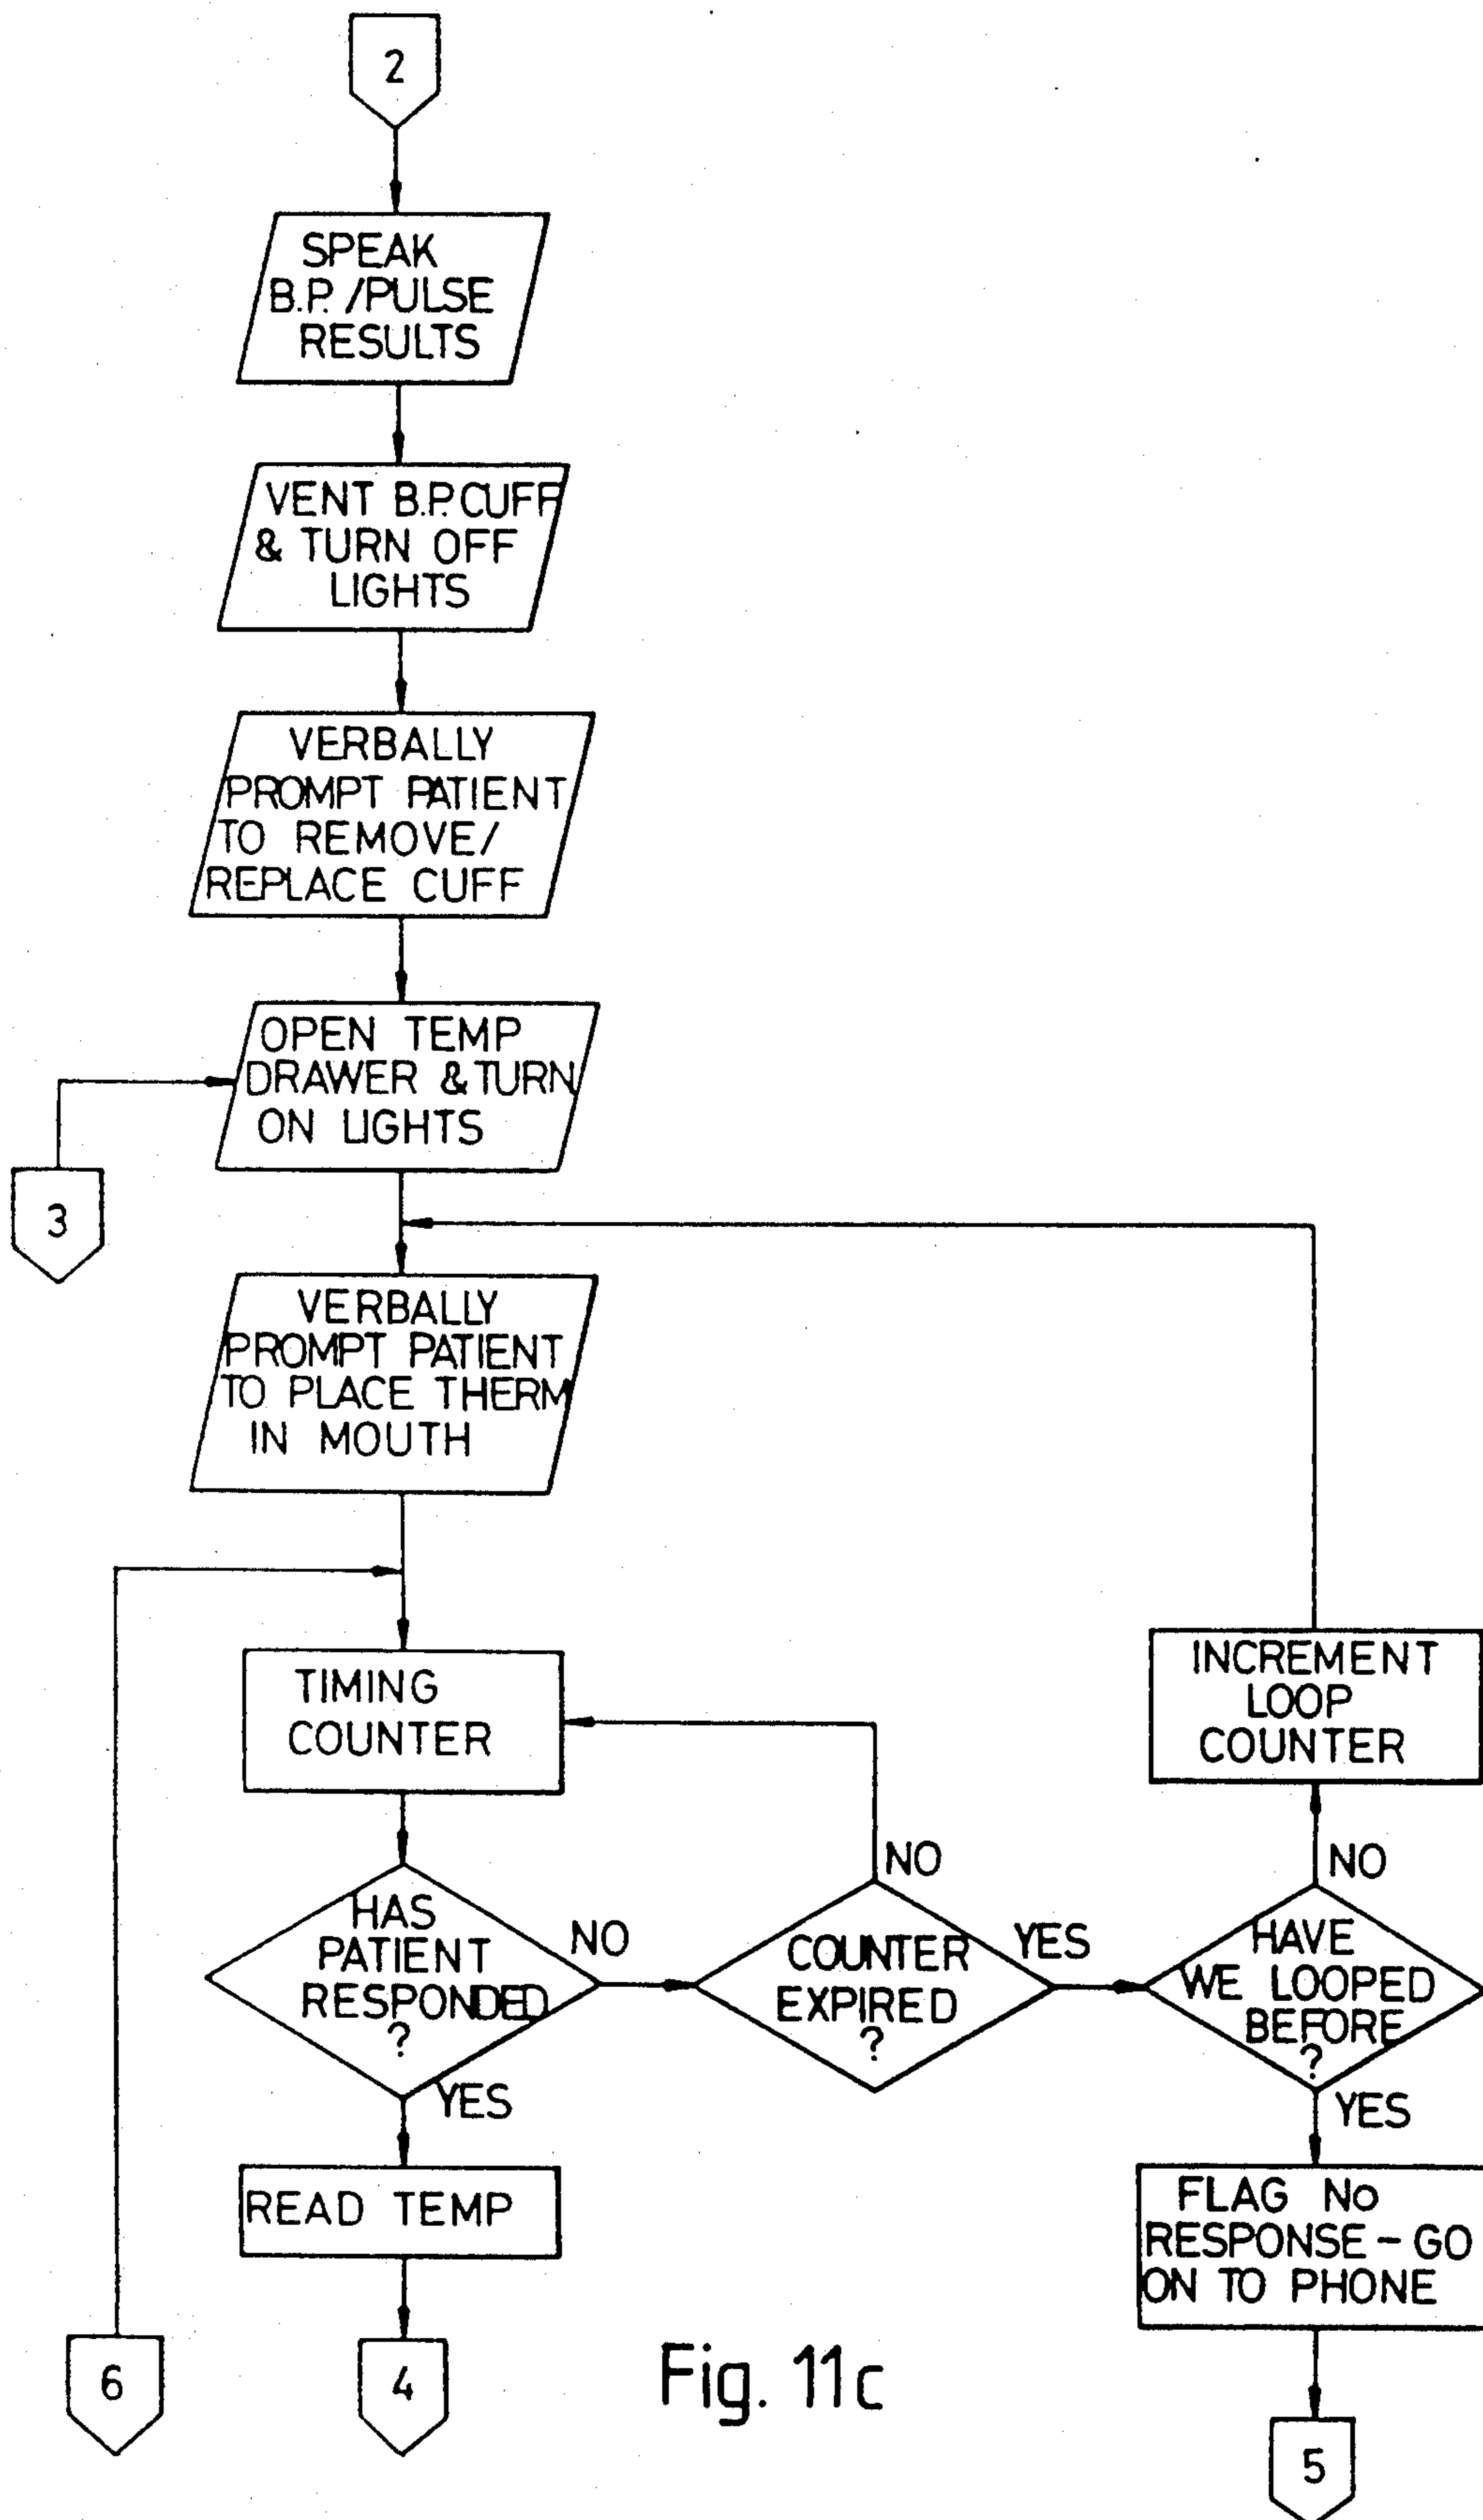 2
SPEAK
B.P./PULSE
RESULTS
VENT B.P. CUFF
& TURN OFF
LIGHTS
VERBALLY
PROMPT PATIENT
TO REMOVE/
REPLACE CUFF
OPEN TEMP
DRAWER & TURN
ON LIGHTS
3
VERBALLY
PROMPT PATIENT
TO PLACE THERM
IN MOUTH
TIMING
COUNTER
INCREMENT
LOOP
COUNTER
HAS
PATIENT
RESPONDED
?
NO
COUNTER
EXPIRED
?
NO
YES
HAVE
WE LOOPED
BEFORE
?
NO
YES
YES
READ TEMP
FLAG No
RESPONSE - GO
ON TO PHONE
6
4
Fig. 11c
5